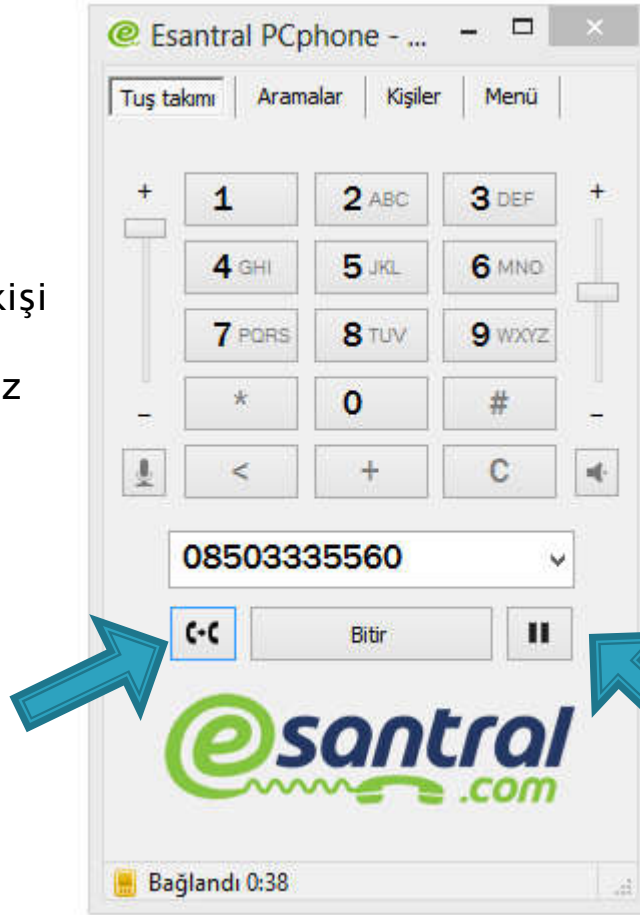 Esantral PCphone - ...
Tuş takımı Aramalar Kişiler Menü
+ 1 2 ABC 3 DEF +
4 GHI 5 JKL 6 MNO
kişi
7 PQRS 8 TUV 9 WXYZ
z
- * 0 # -
< + C
08503335560
Bitir
esantral
.com
Bağlandı 0:38